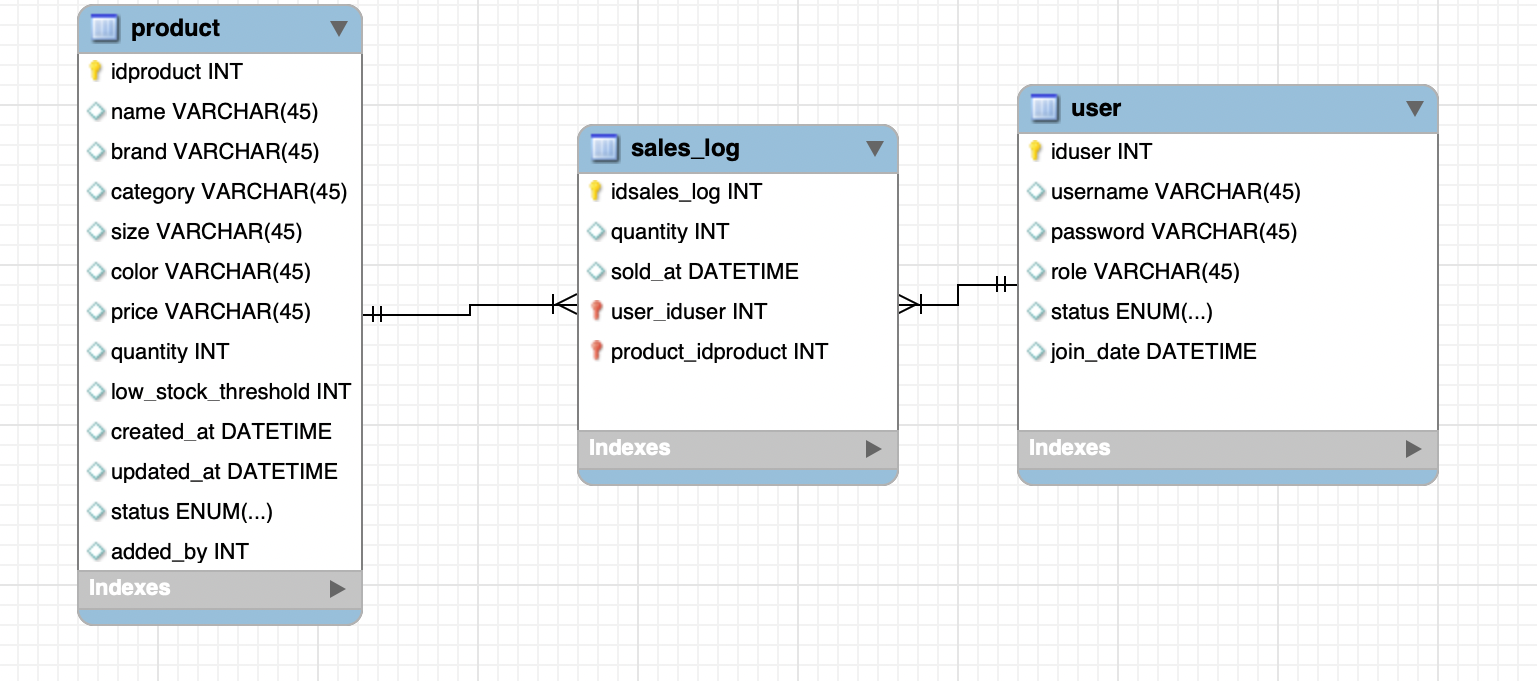 product
idproduct INT
name VARCHAR(45)
brand VARCHAR(45)
category VARCHAR(45)
size VARCHAR(45)
color VARCHAR(45)
price VARCHAR(45)
quantity INT
low_stock_threshold INT
created_at DATETIME
updated_at DATETIME
status ENUM(...)
added_by INT
Indexes
sales_log
idsales_log INT
quantity INT
sold_at DATETIME
user_iduser INT
product_idproduct INT
Indexes
user
iduser INT
username VARCHAR(45)
password VARCHAR(45)
role VARCHAR(45)
status ENUM(...)
join_date DATETIME
Indexes